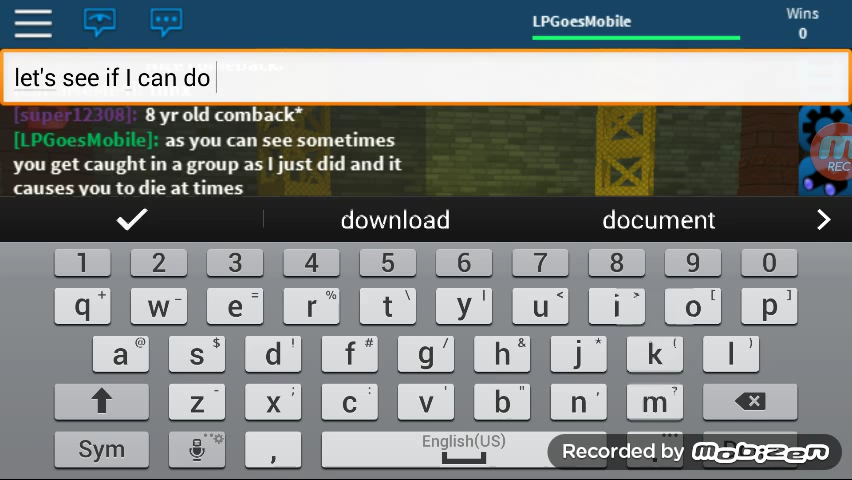 LPGoesMobile
Wins
0
let's see if I can do
[super12308]: 8 yr old comback*
[LPGoesMobile]: as you can see sometimes
you get caught in a group as I just did and it
causes you to die at times
REC
download document
1 2 3 4 5 6 7 8 9 0
q + w - e = r % t \ y | u < i > o [ p ]
a @ s $ d ! f # g / h & j * k ( l )
z - x ; c : v ' b " n , m ?
Sym , English(US)
Recorded by mobizen